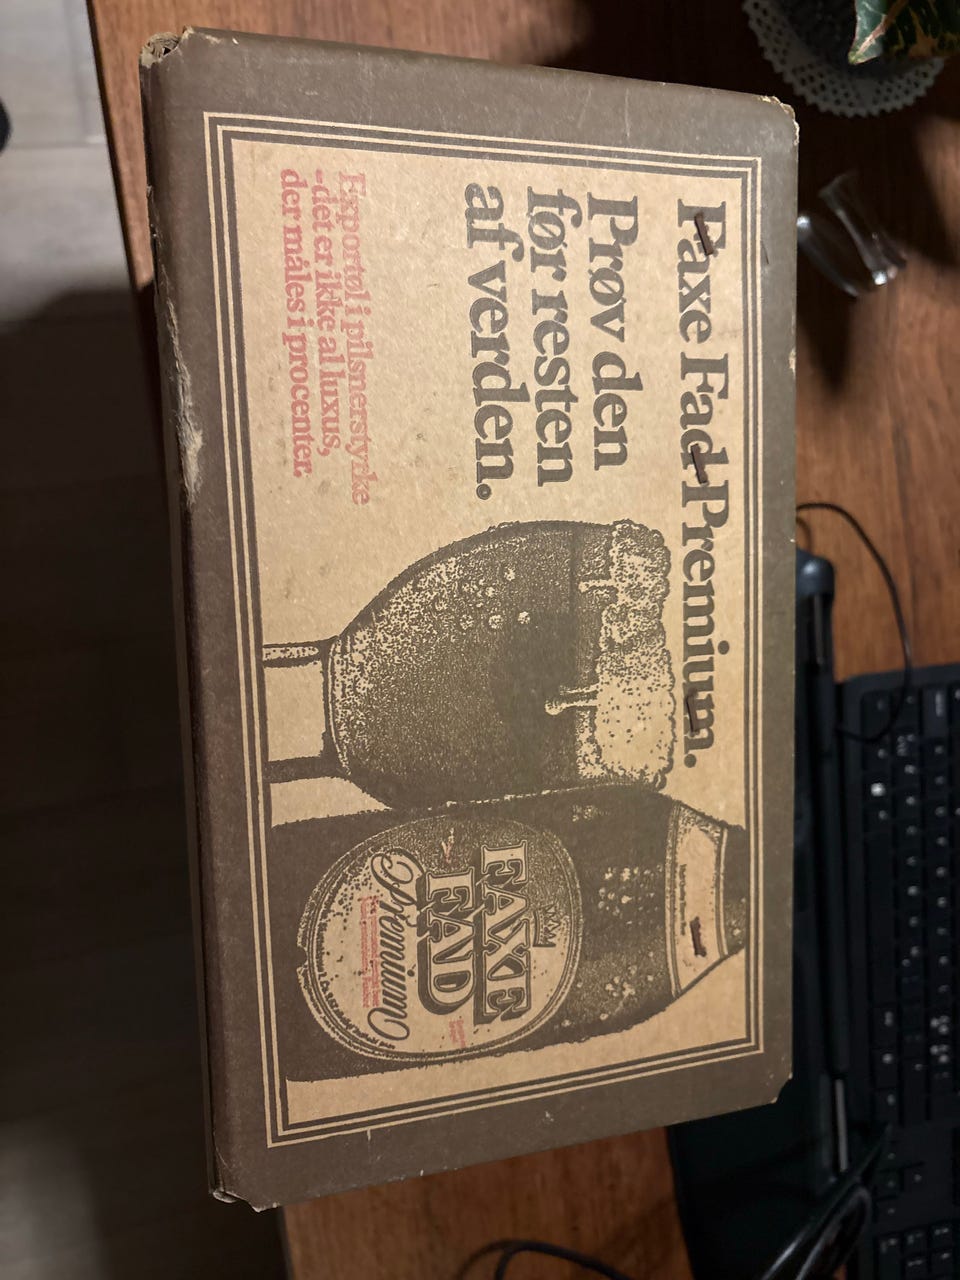 Faxe Fad Premium.
Prøv den
før resten
af verden.
Exportøl i pilsnerstyrke
-det er ikke al luxus,
der måles i procenter.
FAXE
FAD
Premium